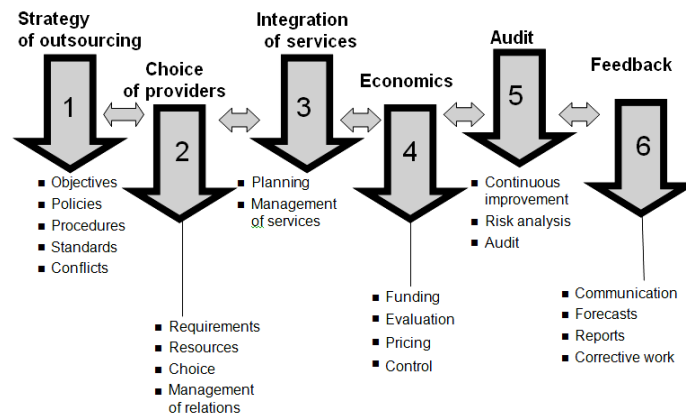 Strategy
of outsourcing
1
■ Objectives
■ Policies
■ Procedures
■ Standards
■ Conflicts
Choice
of providers
2
■ Requirements
■ Resources
■ Choice
■ Management
of relations
Integration
of services
3
■ Planning
■ Management
of services
Economics
4
■ Funding
■ Evaluation
■ Pricing
■ Control
Audit
5
■ Continuous
improvement
■ Risk analysis
■ Audit
Feedback
6
■ Communication
■ Forecasts
■ Reports
■ Corrective work